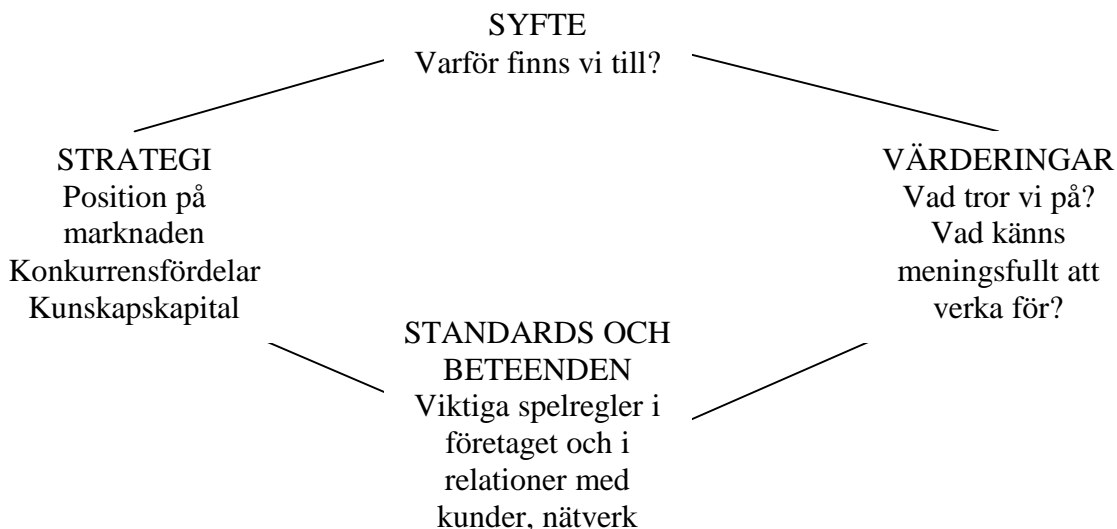 SYFTE
Varför finns vi till?
STRATEGI
Position på
marknaden
Konkurrensfördelar
Kunskapskapital
VÄRDERINGAR
Vad tror vi på?
Vad känns
meningsfullt att
verka för?
STANDARDS OCH
BETEENDEN
Viktiga spelregler i
företaget och i
relationer med
kunder, nätverk